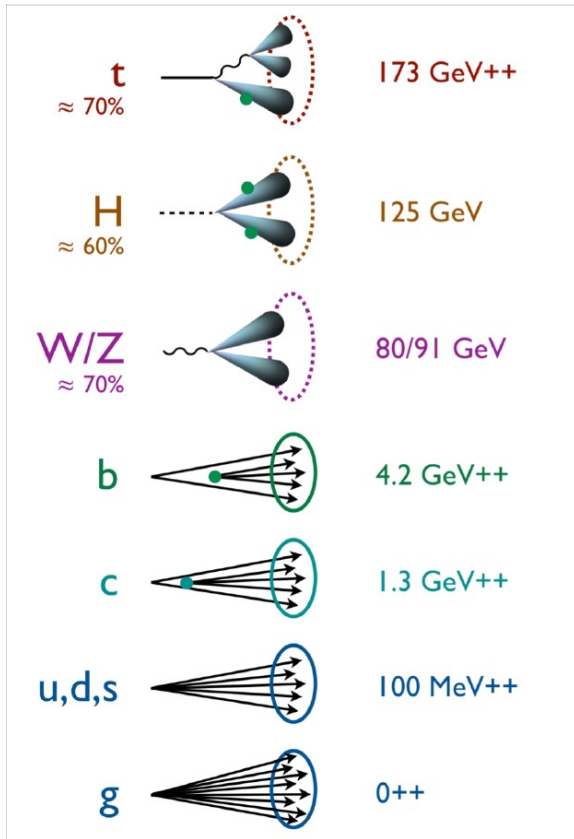 t
≈ 70%
173 GeV++
H
≈ 60%
125 GeV
W/Z
≈ 70%
80/91 GeV
b
4.2 GeV++
c
1.3 GeV++
u,d,s
100 MeV++
g
0++